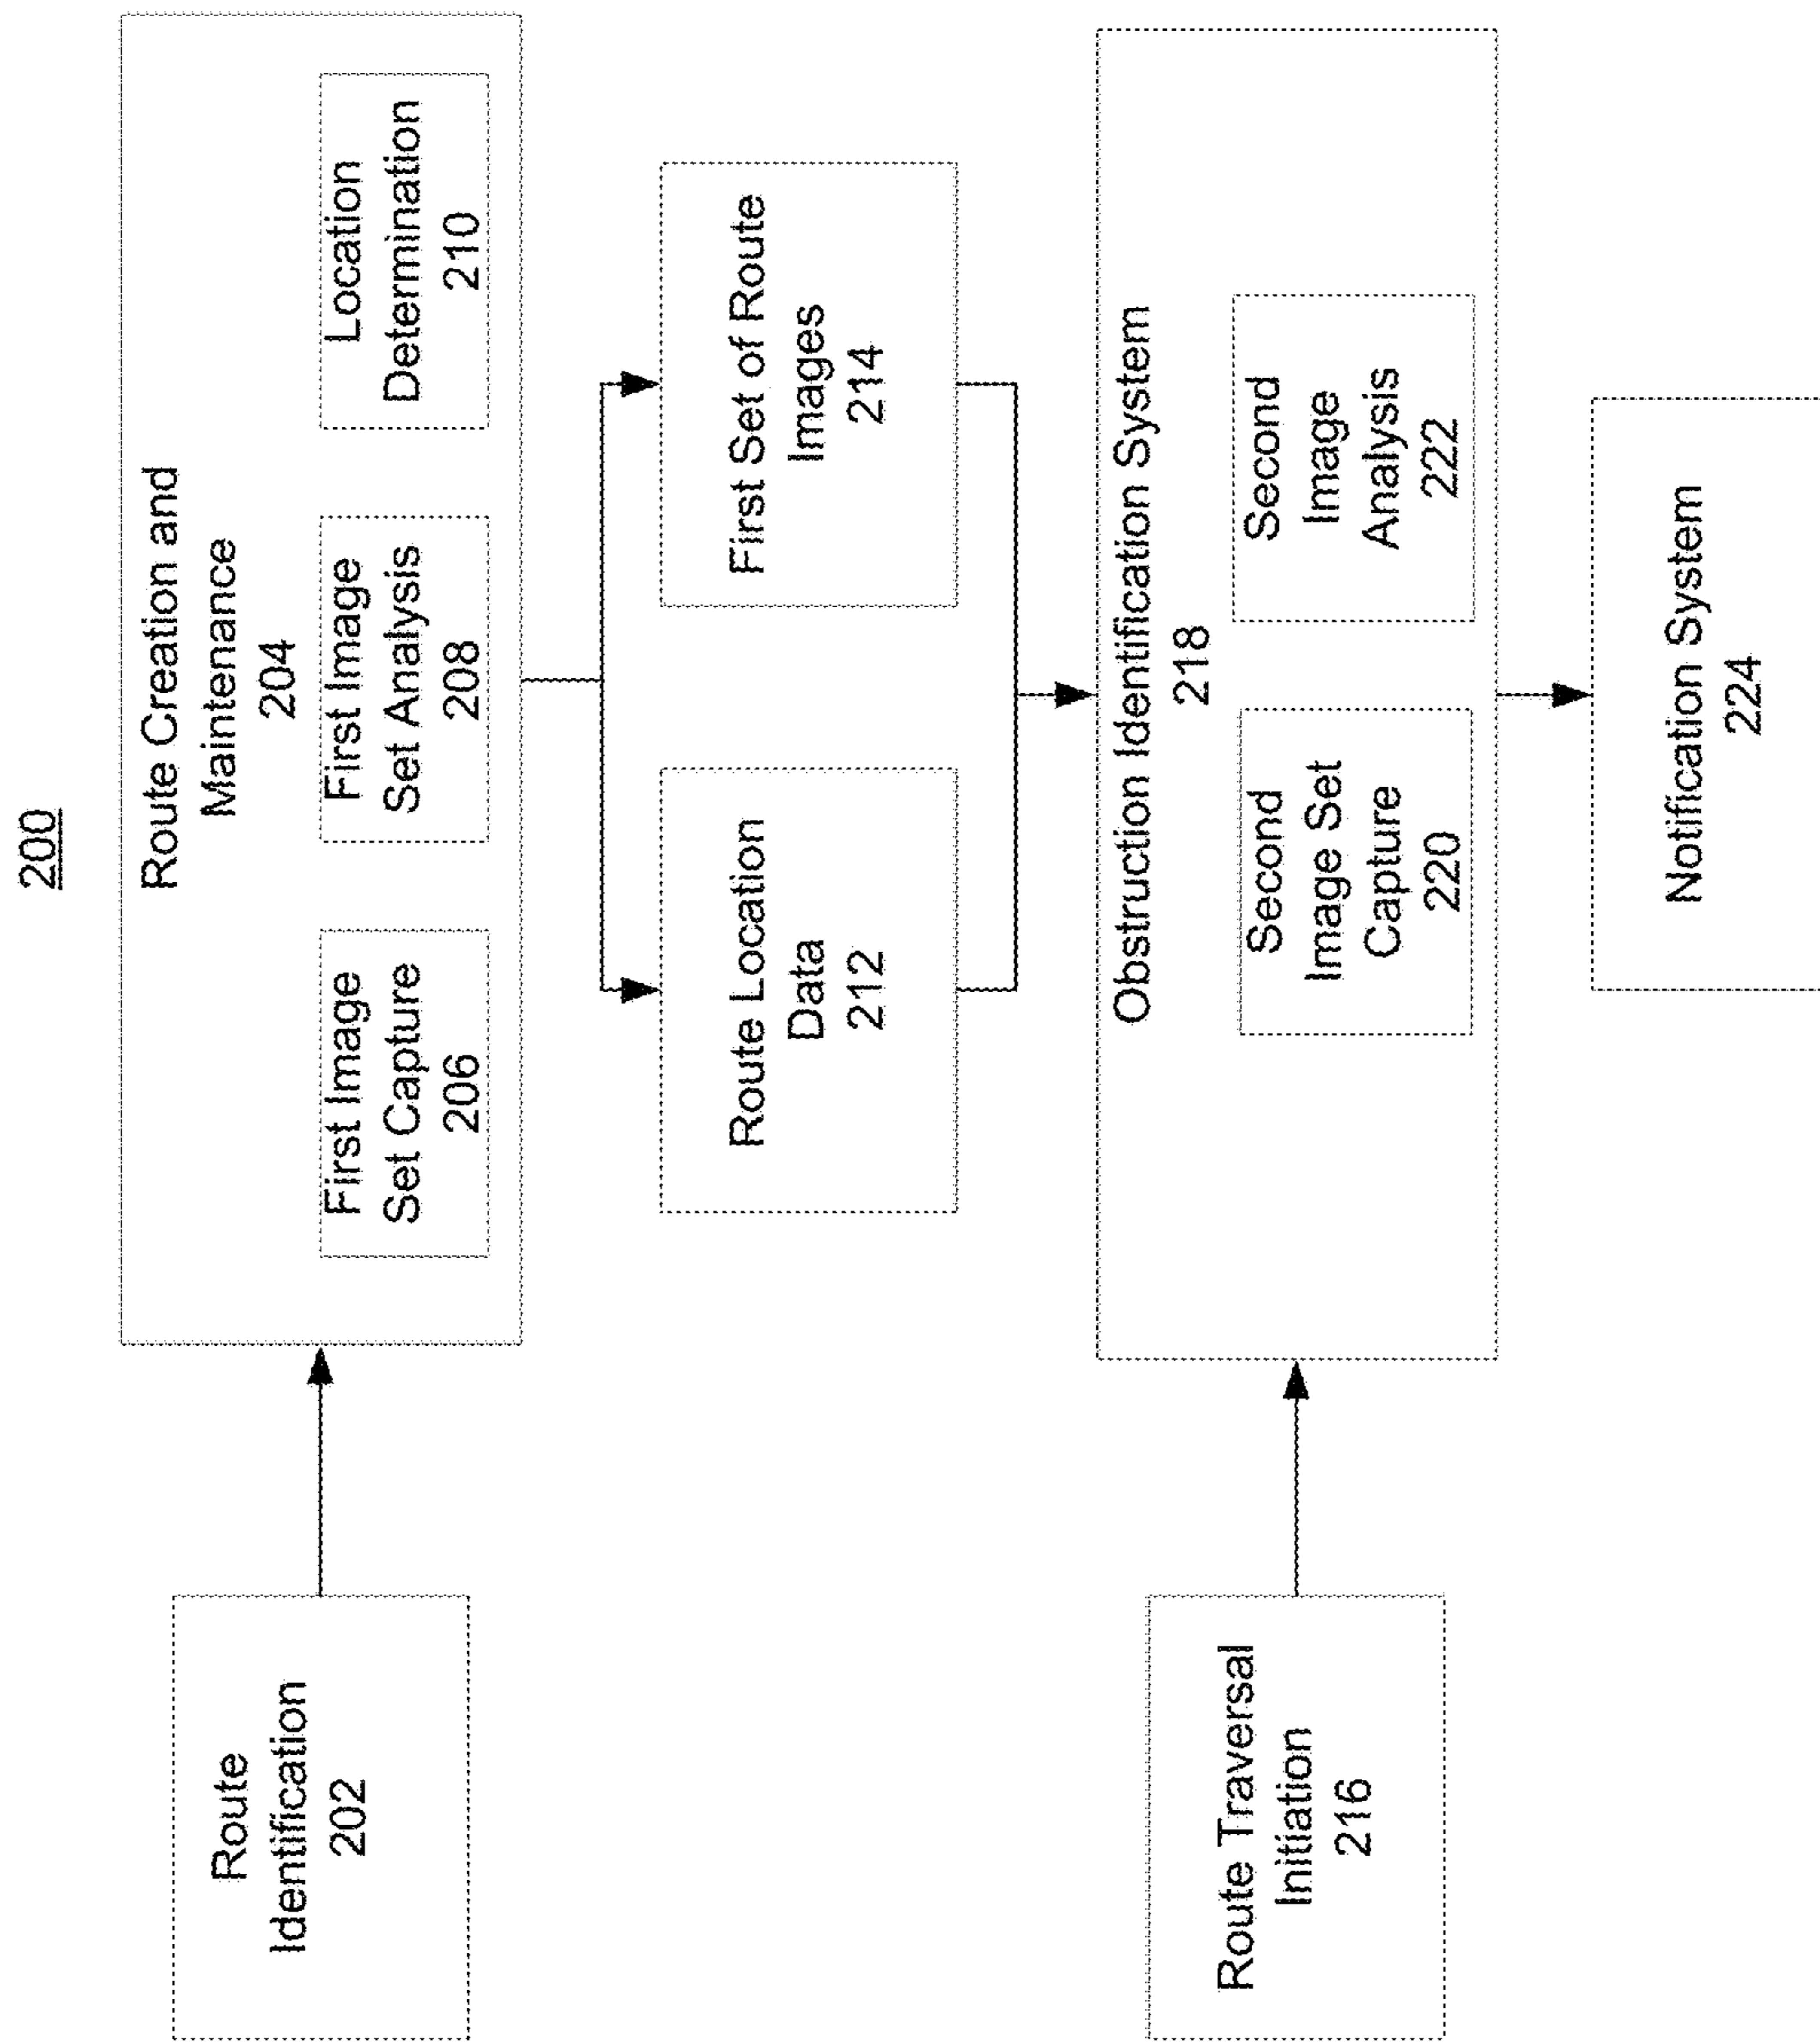 200
Route
Identification
202
Route Creation and
Maintenance
204
First Image
Set Capture
206
First Image
Set Analysis
208
Location
Determination
210
Route Location
Data
212
First Set of Route
Images
214
Route Traversal
Initiation
216
Obstruction Identification System
218
Second
Image Set
Capture
220
Second
Image
Analysis
222
Notification System
224